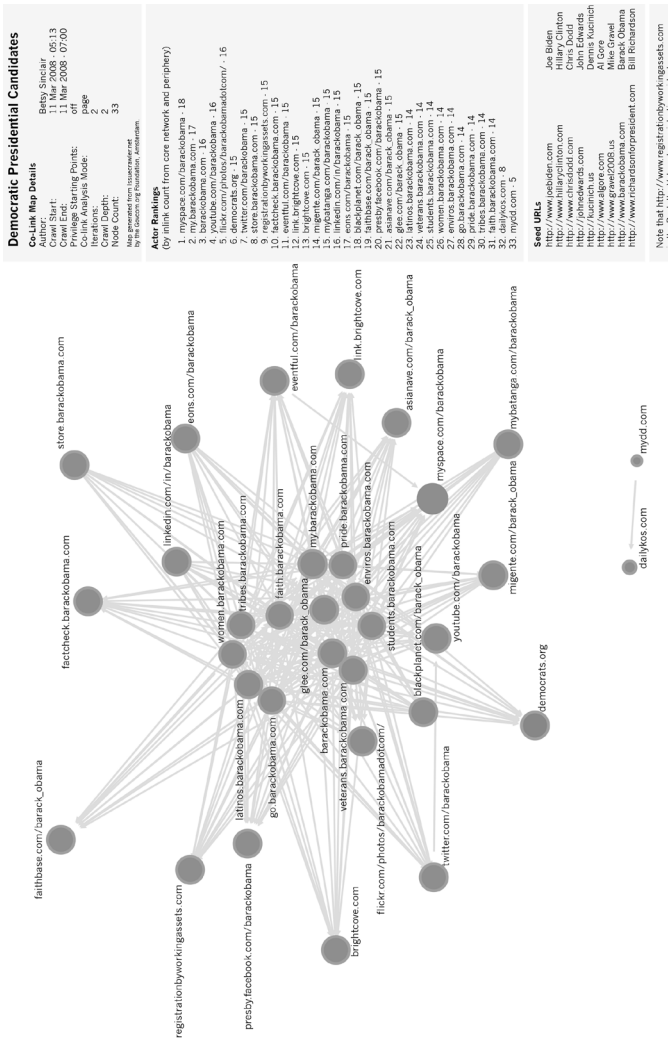 Democratic Presidential Candidates
Co-Link Map Details
Author: Betsy Sinclair
Crawl Start: 11 Mar 2008 - 05:13
Crawl End: 11 Mar 2008 - 07:00
Privilege Starting Points: off
Co-link Analysis Mode: page
Iterations: 2
Crawl Depth: 2
Node Count: 33
Map generated from Issuecrawler.net
by the Govcom.org Foundation, Amsterdam.
Actor Rankings
(by inlink count from core network and periphery)
1. myspace.com/barackobama - 18
2. my.barackobama.com - 17
3. barackobama.com - 16
4. youtube.com/barackobama - 16
5. flickr.com/photos/barackobamadotcom/ - 16
6. democrats.org - 15
7. twitter.com/barackobama - 15
8. store.barackobama.com - 15
9. registrationbyworkingassets.com - 15
10. factcheck.barackobama.com - 15
11. eventful.com/barackobama - 15
12. link.brightcove.com - 15
13. brightcove.com - 15
14. migente.com/barack_obama - 15
15. mybatanga.com/barackobama - 15
16. linkedin.com/in/barackobama - 15
17. eons.com/barackobama - 15
18. blackplanet.com/barack_obama - 15
19. faithbase.com/barack_obama - 15
20. presby.facebook.com/barackobama - 15
21. asianave.com/barack_obama - 15
22. glee.com/barack_obama - 15
23. latinos.barackobama.com - 14
24. veterans.barackobama.com - 14
25. students.barackobama.com - 14
26. women.barackobama.com - 14
27. enviros.barackobama.com - 14
28. go.barackobama.com - 14
29. pride.barackobama.com - 14
30. tribes.barackobama.com - 14
31. faith.barackobama.com - 14
32. dailykos.com - 8
33. mydd.com - 5
Seed URLs
http://www.joebiden.com Joe Biden
http://www.hillaryclinton.com Hillary Clinton
http://www.chrisdodd.com Chris Dodd
http://johnedwards.com John Edwards
http://kucinich.us Dennis Kucinich
http://www.algore.com Al Gore
http://www.gravel2008.us Mike Gravel
http://www.barackobama.com Barack Obama
http://www.richardsonforpresident.com Bill Richardson
Note that http://www.registrationbyworkingassets.com
store.barackobama.com
eons.com/barackobama
eventful.com/barackobama
link.brightcove.com
asianave.com/barack_obama
myspace.com/barackobama
mybatanga.com/barackobama
linkedin.com/in/barackobama
factcheck.barackobama.com
women.barackobama.com
tribes.barackobama.com
faith.barackobama.com
my.barackobama.com
pride.barackobama.com
glee.com/barack_obama
enviros.barackobama.com
students.barackobama.com
blackplanet.com/barack_obama
youtube.com/barackobama
migente.com/barack_obama
mydd.com
dailykos.com
democrats.org
faithbase.com/barack_obama
latinos.barackobama.com
go.barackobama.com
barackobama.com
veterans.barackobama.com
flickr.com/photos/barackobamadotcom/
twitter.com/barackobama
registrationbyworkingassets.com
presby.facebook.com/barackobama
brightcove.com